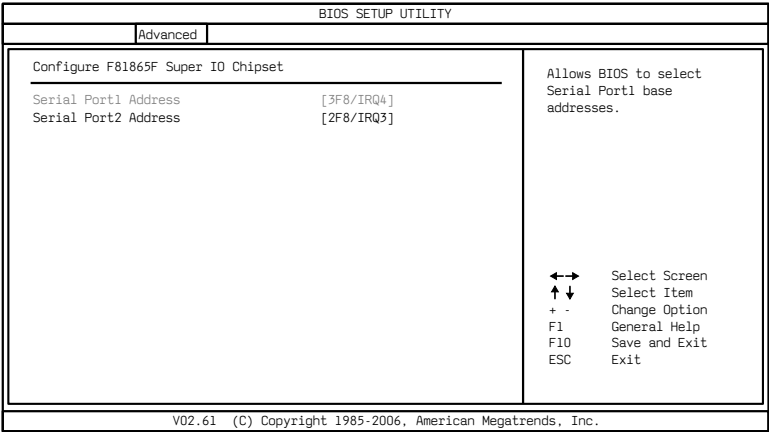 BIOS SETUP UTILITY
Advanced
Configure F81865F Super IO Chipset
Serial Port1 Address [3F8/IRQ4]
Serial Port2 Address [2F8/IRQ3]
Allows BIOS to select
Serial Port1 base
addresses.
←→ Select Screen
↑↓ Select Item
+ - Change Option
F1 General Help
F10 Save and Exit
ESC Exit
V02.61 (C) Copyright 1985-2006, American Megatrends, Inc.